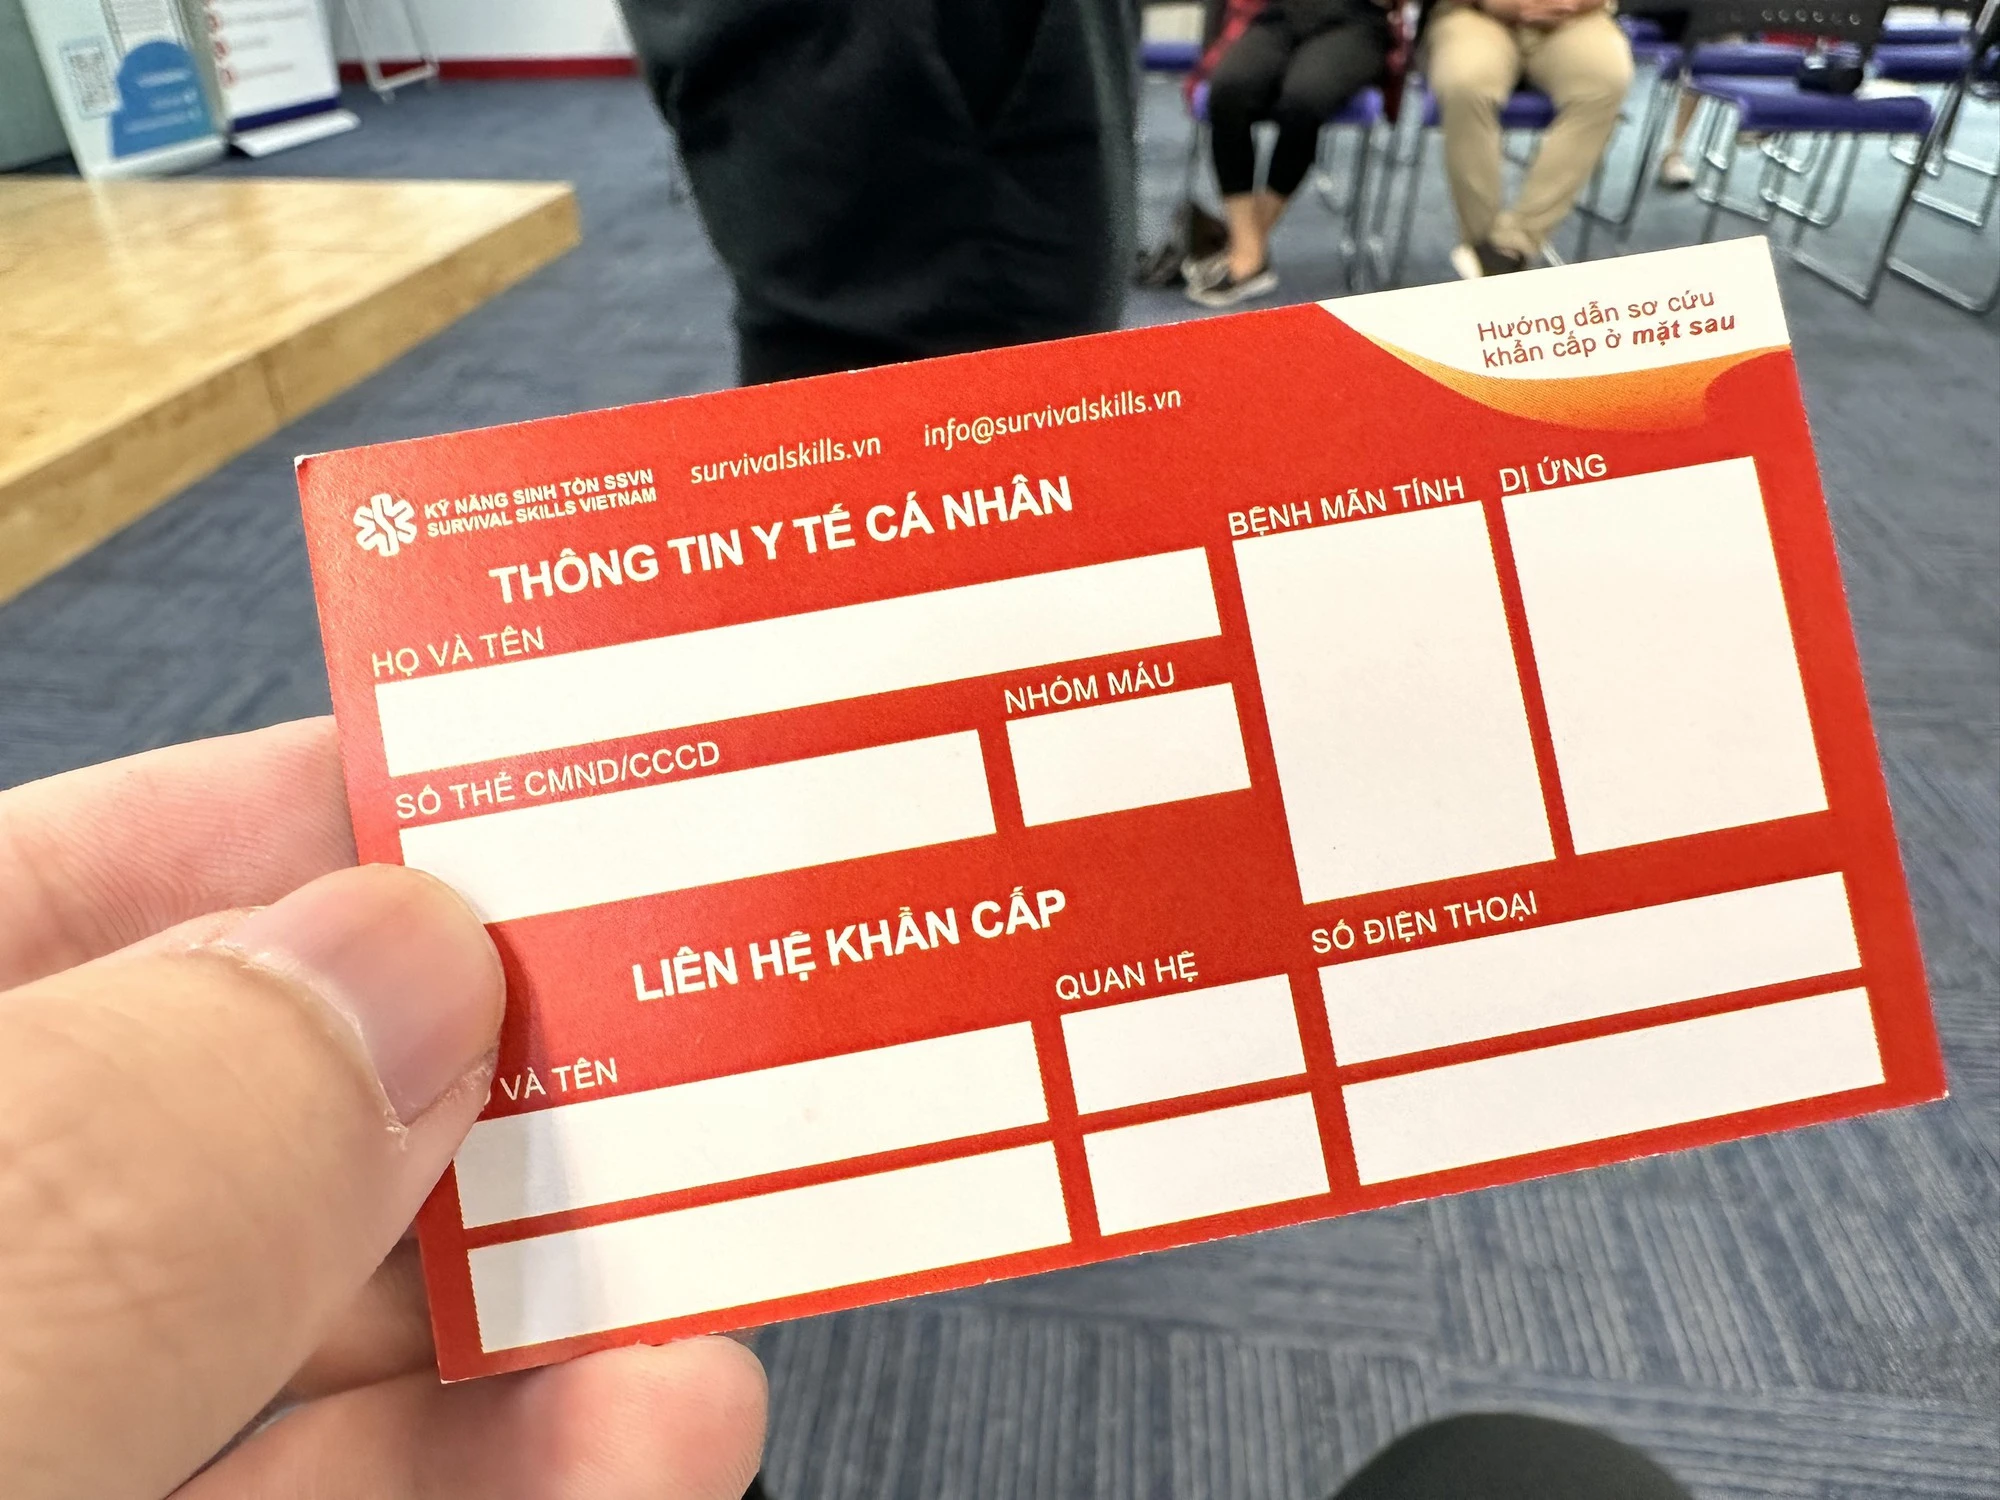 Hướng dẫn sơ cứu
khẩn cấp ở mặt sau
KỸ NĂNG SINH TỒN SSVN
SURVIVAL SKILLS VIETNAM
survivalskills.vn
info@survivalskills.vn
THÔNG TIN Y TẾ CÁ NHÂN
HỌ VÀ TÊN
SỐ THẺ CMND/CCCD
NHÓM MÁU
BỆNH MÃN TÍNH
DỊ ỨNG
LIÊN HỆ KHẨN CẤP
VÀ TÊN
QUAN HỆ
SỐ ĐIỆN THOẠI